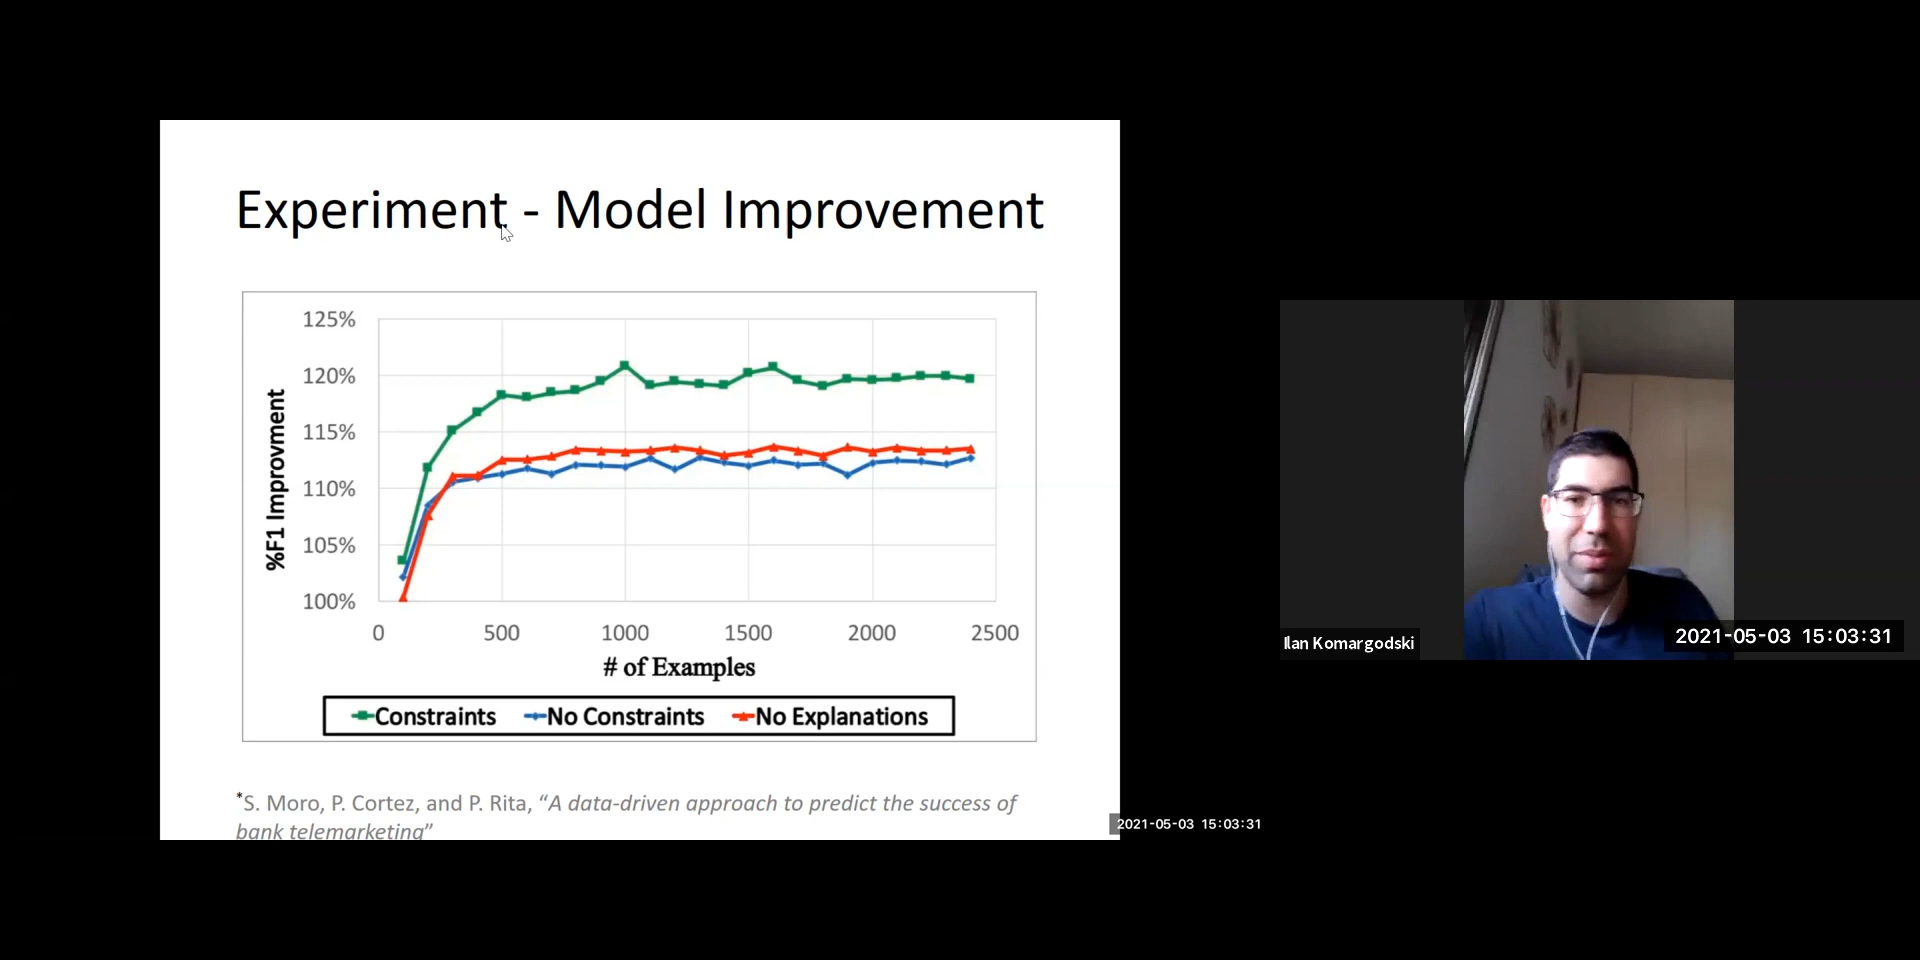 Experiment - Model Improvement
125%
120%
115%
110%
105%
100%
%F1 Improvment
0 500 1000 1500 2000 2500
# of Examples
Constraints No Constraints No Explanations
*S. Moro, P. Cortez, and P. Rita, “A data-driven approach to predict the success of
bank telemarketing”
2021-05-03 15:03:31
Ilan Komargodski
2021-05-03 15:03:31